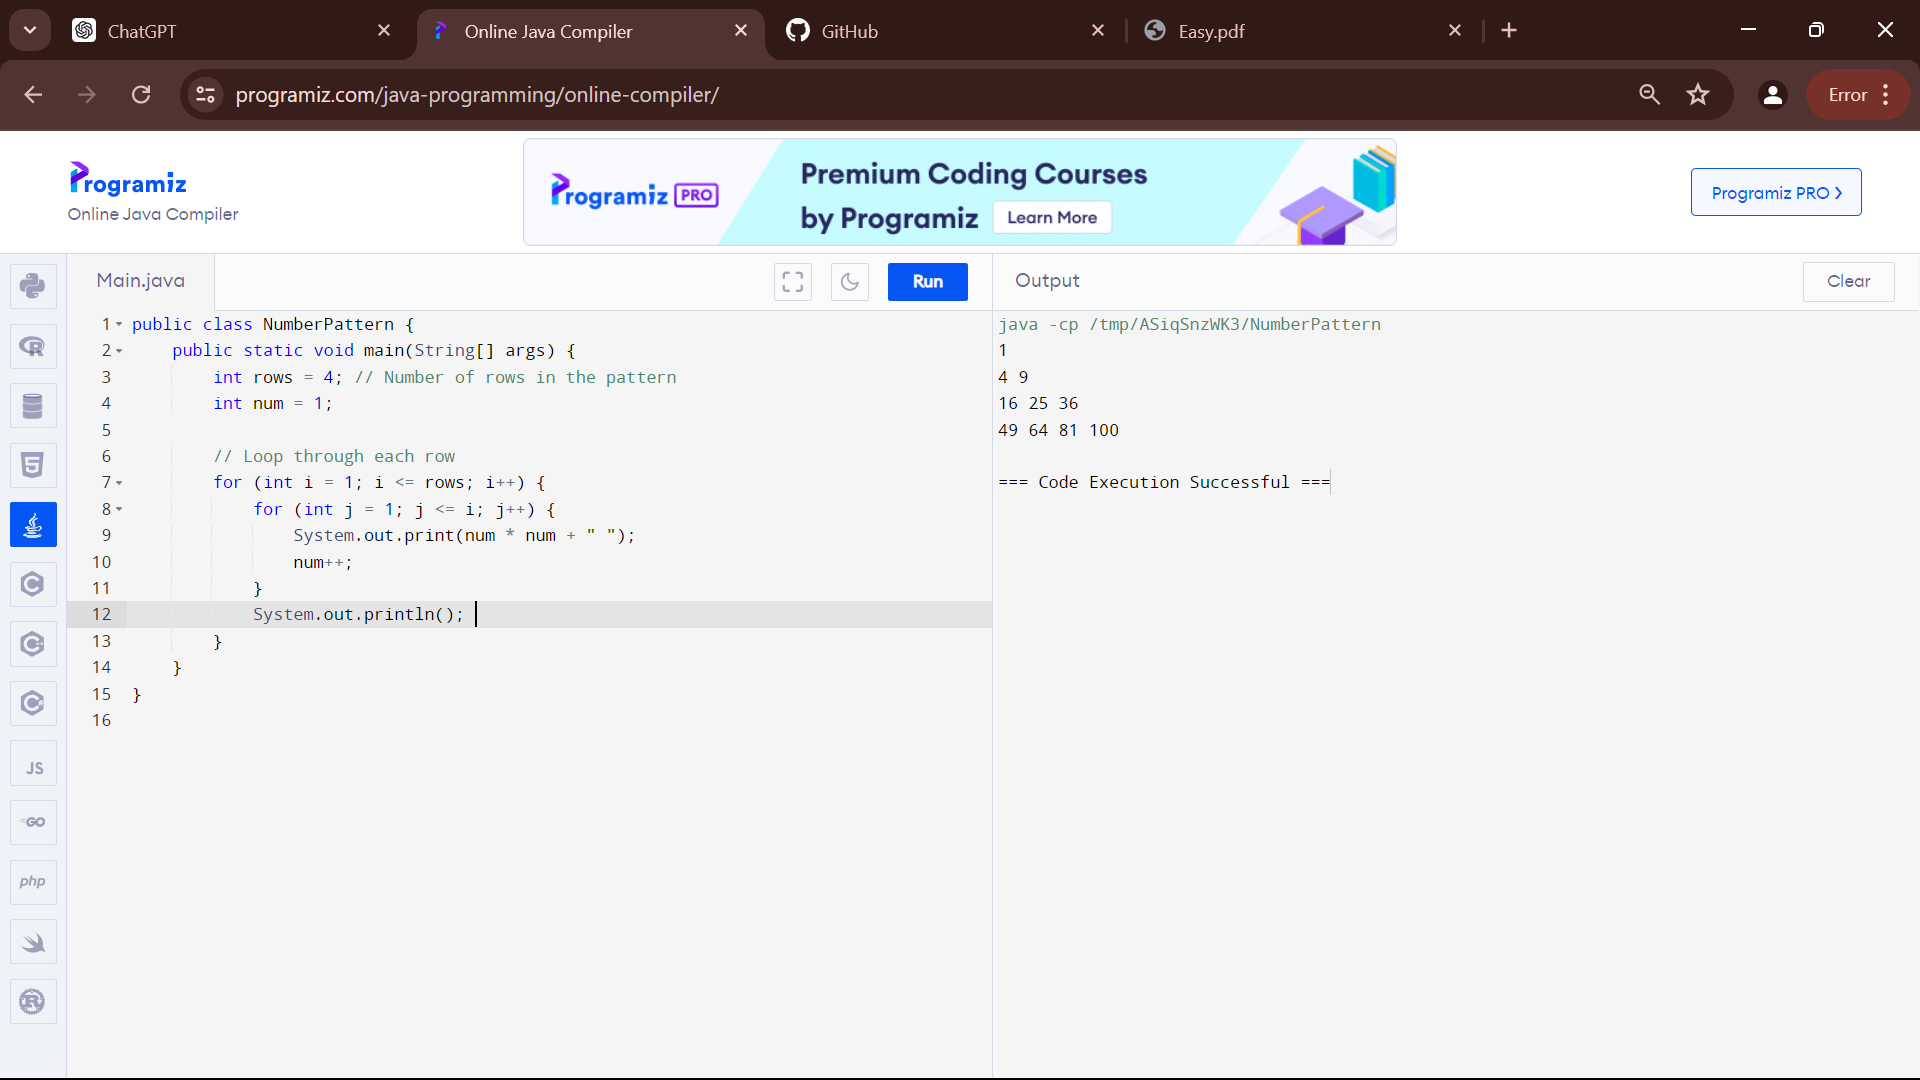 ChatGPT
Online Java Compiler
GitHub
Easy.pdf
programiz.com/java-programming/online-compiler/
Error
Programiz
Online Java Compiler
Programiz PRO
Premium Coding Courses
by Programiz
Learn More
Programiz PRO >
Main.java
Run
Output
Clear
1 public class NumberPattern {
2     public static void main(String[] args) {
3         int rows = 4; // Number of rows in the pattern
4         int num = 1;
5
6         // Loop through each row
7         for (int i = 1; i <= rows; i++) {
8             for (int j = 1; j <= i; j++) {
9                 System.out.print(num * num + " ");
10                 num++;
11             }
12             System.out.println();
13         }
14     }
15 }
16
java -cp /tmp/ASiqSnzWK3/NumberPattern
1
4 9
16 25 36
49 64 81 100
=== Code Execution Successful ===
R
5
C
C
C
JS
GO
php
R